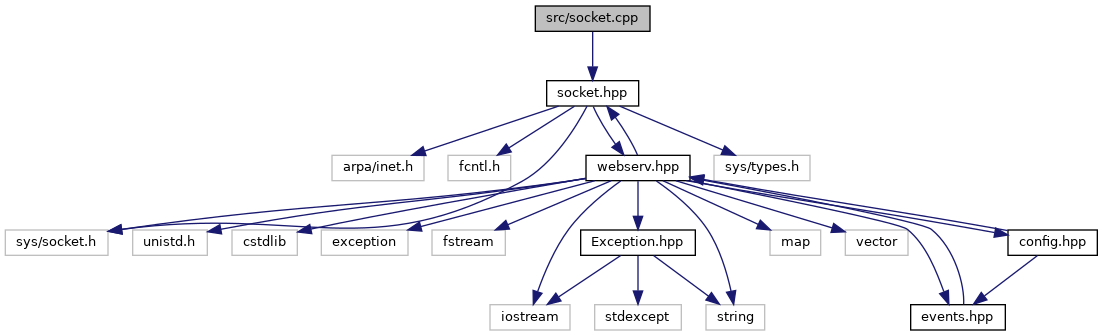 src/socket.cpp
socket.hpp
arpa/inet.h
fcntl.h
webserv.hpp
sys/types.h
sys/socket.h
unistd.h
cstdlib
exception
fstream
Exception.hpp
map
vector
config.hpp
iostream
stdexcept
string
events.hpp